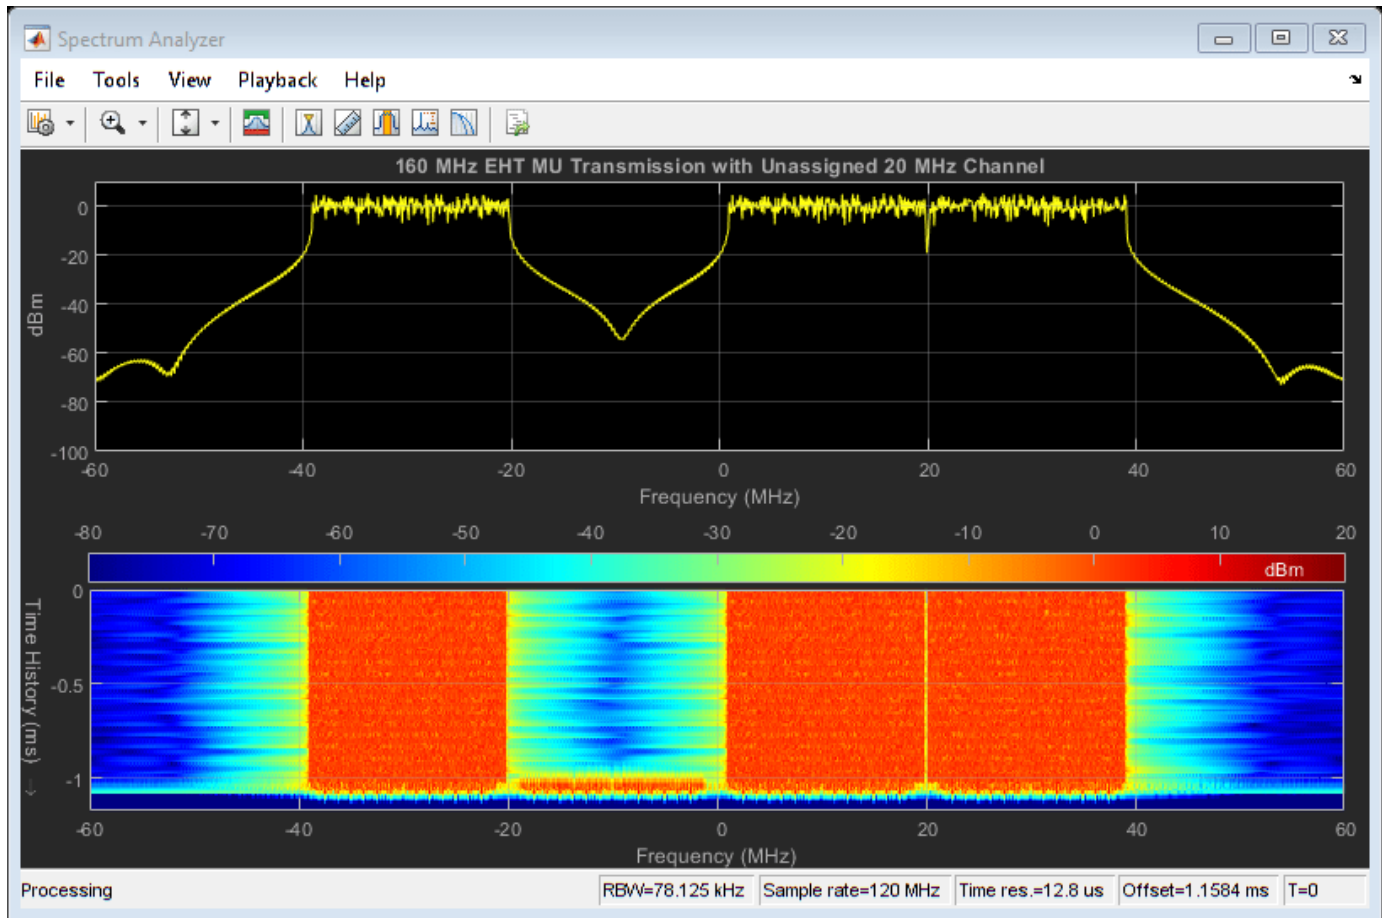 Spectrum Analyzer
File Tools View Playback Help
160 MHz EHT MU Transmission with Unassigned 20 MHz Channel
0
-20
-40
-60
-80
-100
dBm
-60 -40 -20 0 20 40 60
Frequency (MHz)
-80 -70 -60 -50 -40 -30 -20 -10 0 10 20
dBm
0
-0.5
-1
Time History (ms) →
-60 -40 -20 0 20 40 60
Frequency (MHz)
Processing RBW=78.125 kHz Sample rate=120 MHz Time res.=12.8 us Offset=1.1584 ms T=0